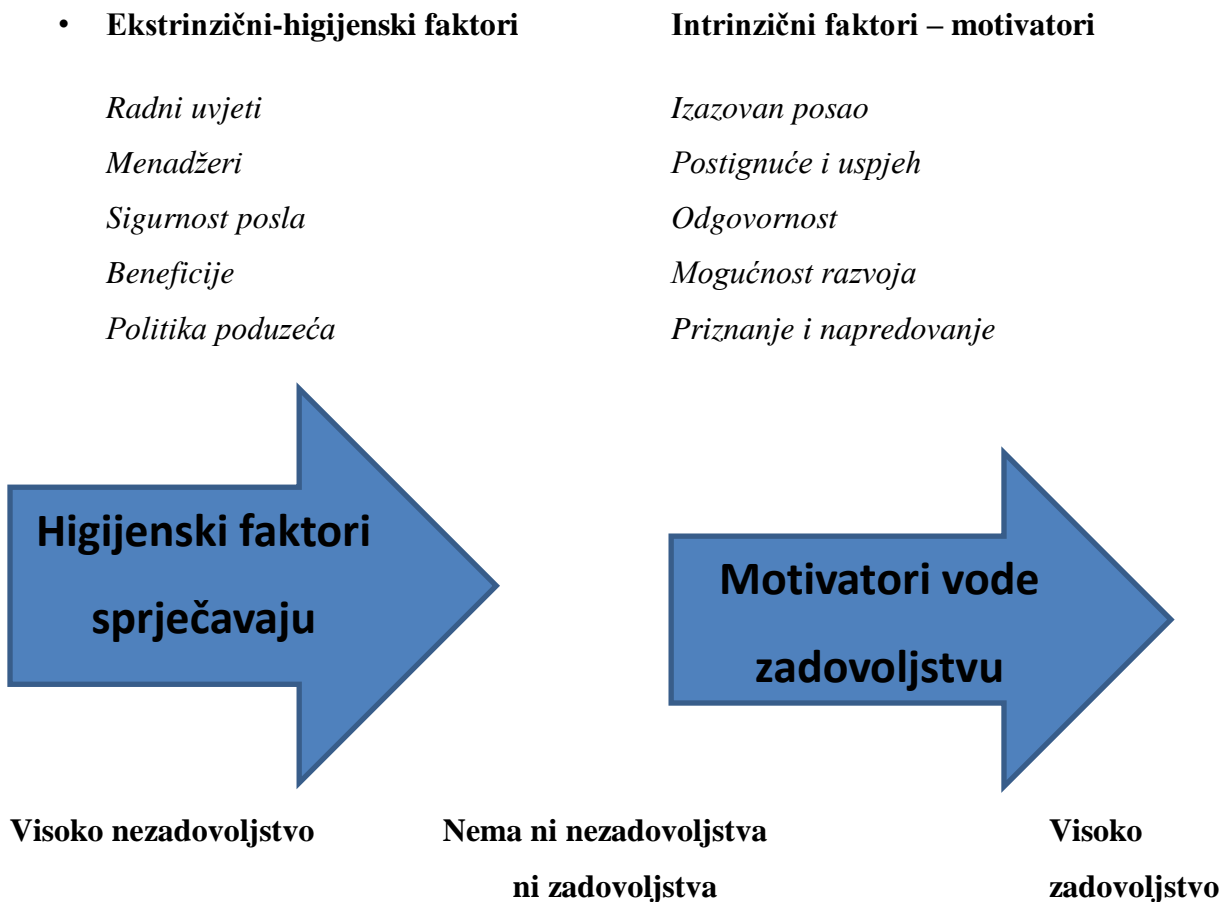 • Ekstrinzični-higijenski faktori
Radni uvjeti
Menadžeri
Sigurnost posla
Beneficije
Politika poduzeća
Intrinzični faktori – motivatori
Izazovan posao
Postignuće i uspjeh
Odgovornost
Mogućnost razvoja
Priznanje i napredovanje
Higijenski faktori
sprječavaju
Motivatori vode
zadovoljstvu
Visoko nezadovoljstvo
Nema ni nezadovoljstva
ni zadovoljstva
Visoko
zadovoljstvo